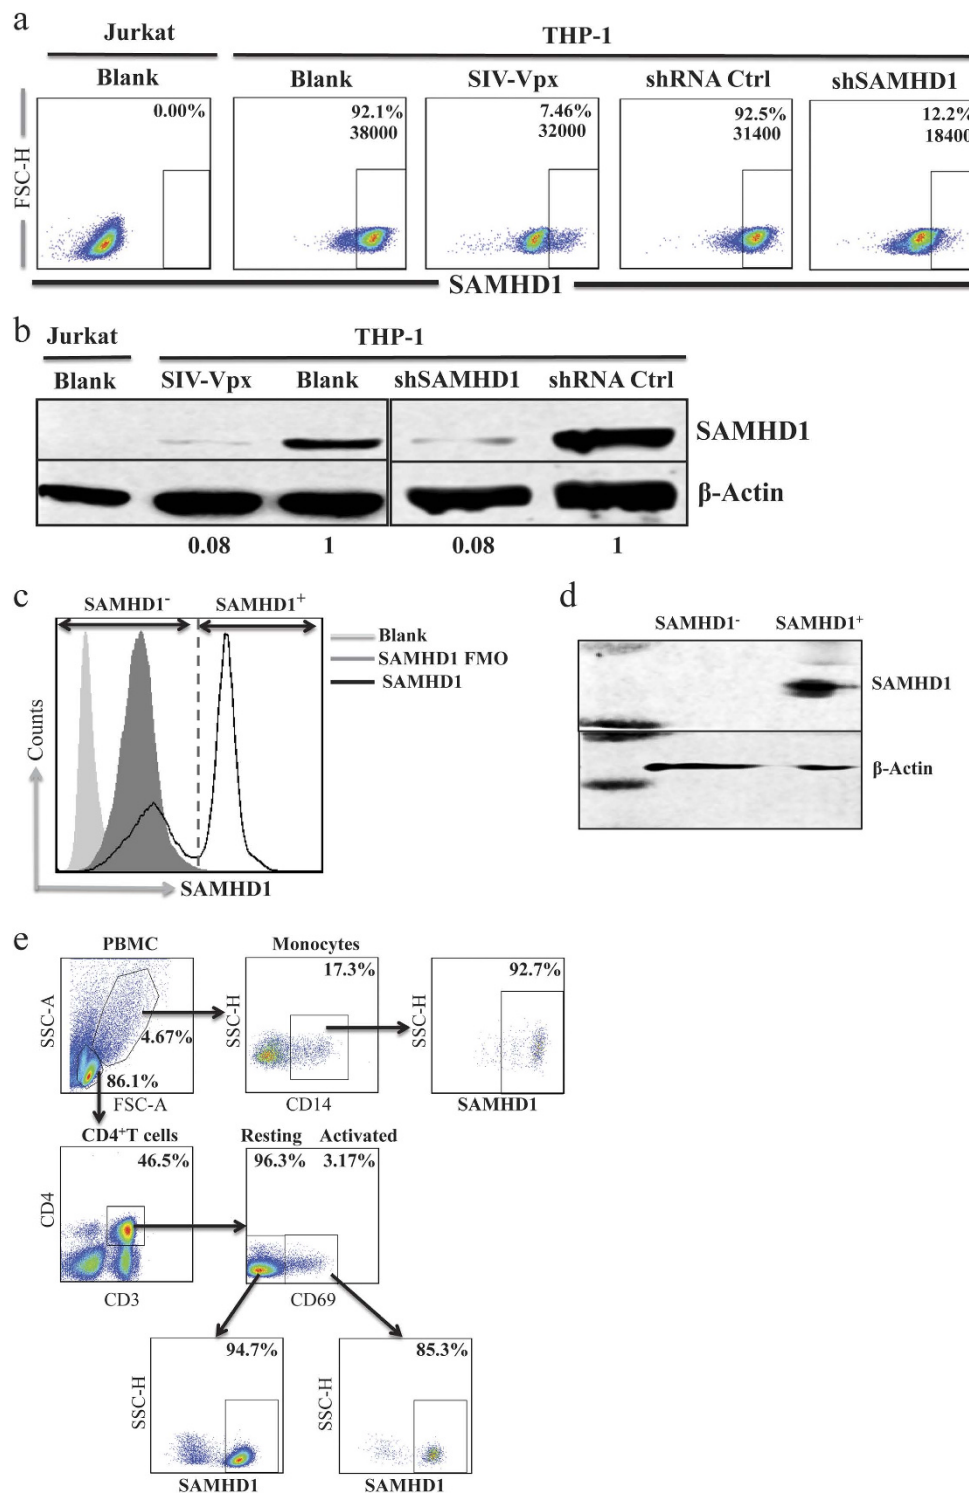 a
Jurkat THP-1
Blank Blank SIV-Vpx shRNA Ctrl shSAMHD1
0.00% 92.1% 7.46% 92.5% 12.2%
38000 32000 31400 18400
FSC-H
SAMHD1
b
Jurkat THP-1
Blank SIV-Vpx Blank shSAMHD1 shRNA Ctrl
SAMHD1
β-Actin
0.08 1 0.08 1
c
SAMHD1⁻ SAMHD1⁺
Blank
SAMHD1 FMO
SAMHD1
Counts
SAMHD1
d
SAMHD1⁻ SAMHD1⁺
SAMHD1
β-Actin
e
PBMC Monocytes
17.3% 92.7%
SSC-A SSC-H SSC-H
4.67%
86.1%
FSC-A CD14 SAMHD1
CD4⁺T cells Resting Activated
46.5% 96.3% 3.17%
CD4
CD3 CD69
94.7% 85.3%
SSC-H SSC-H
SAMHD1 SAMHD1